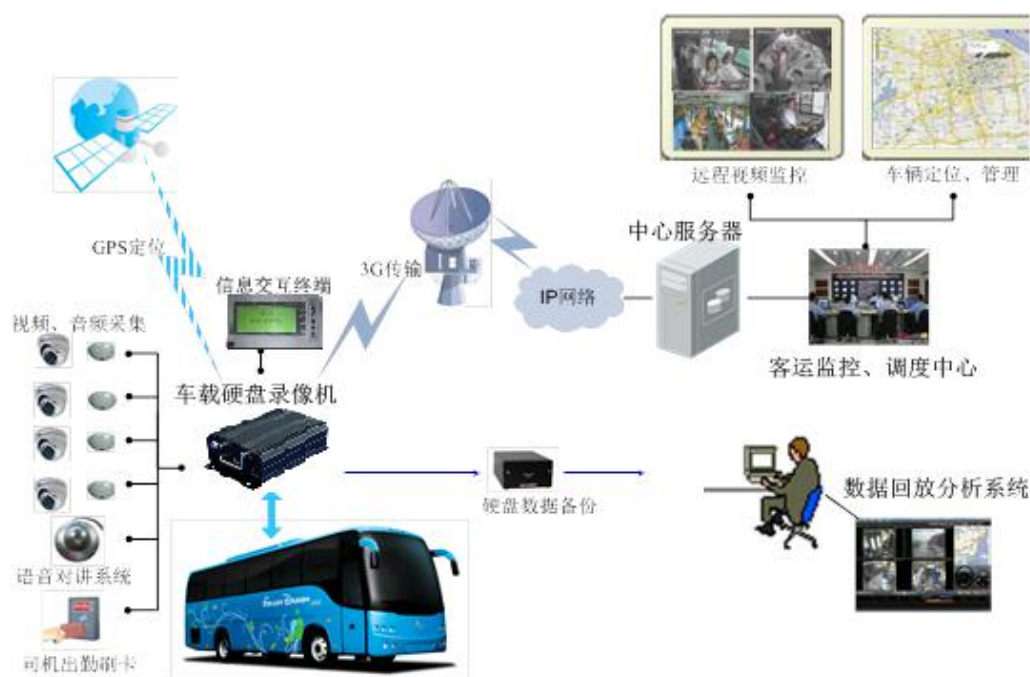 远程视频监控
车辆定位、管理
中心服务器
GPS定位
3G传输
信息交互终端
IP网络
视频、音频采集
客运监控、调度中心
车载硬盘录像机
数据回放分析系统
硬盘数据备份
语音对讲系统
司机出勤刷卡